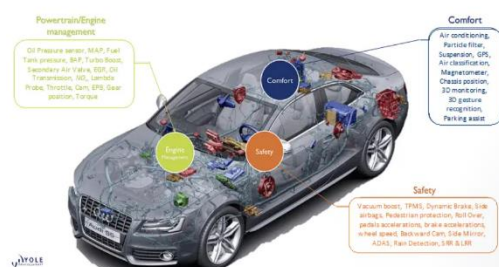 Powertrain/Engine
management
Oil Pressure sensor, MAP, Fuel
Tank pressure, BAP, Turbo Boost,
Secondary Air Valve, EGR, Oil
Transmission, NOx, Lambda
Probe, Throttle, Cam, EPB, Gear
position, Torque
Comfort
Air conditioning,
Particle filter,
Suspension, GPS,
Air classification,
Magnetometer,
Chassis position,
3D monitoring,
3D gesture
recognition,
Parking assist
Comfort
Engine
Management
Safety
Safety
Vacuum boost, TPMS, Dynamic Brake, Side
airbags, Pedestrian protection, Roll Over,
pedals accelerations, brake accelerations,
wheel speed, Backward Cam, Side Mirror,
ADAS, Rain Detection, SRR & LRR
YOLE